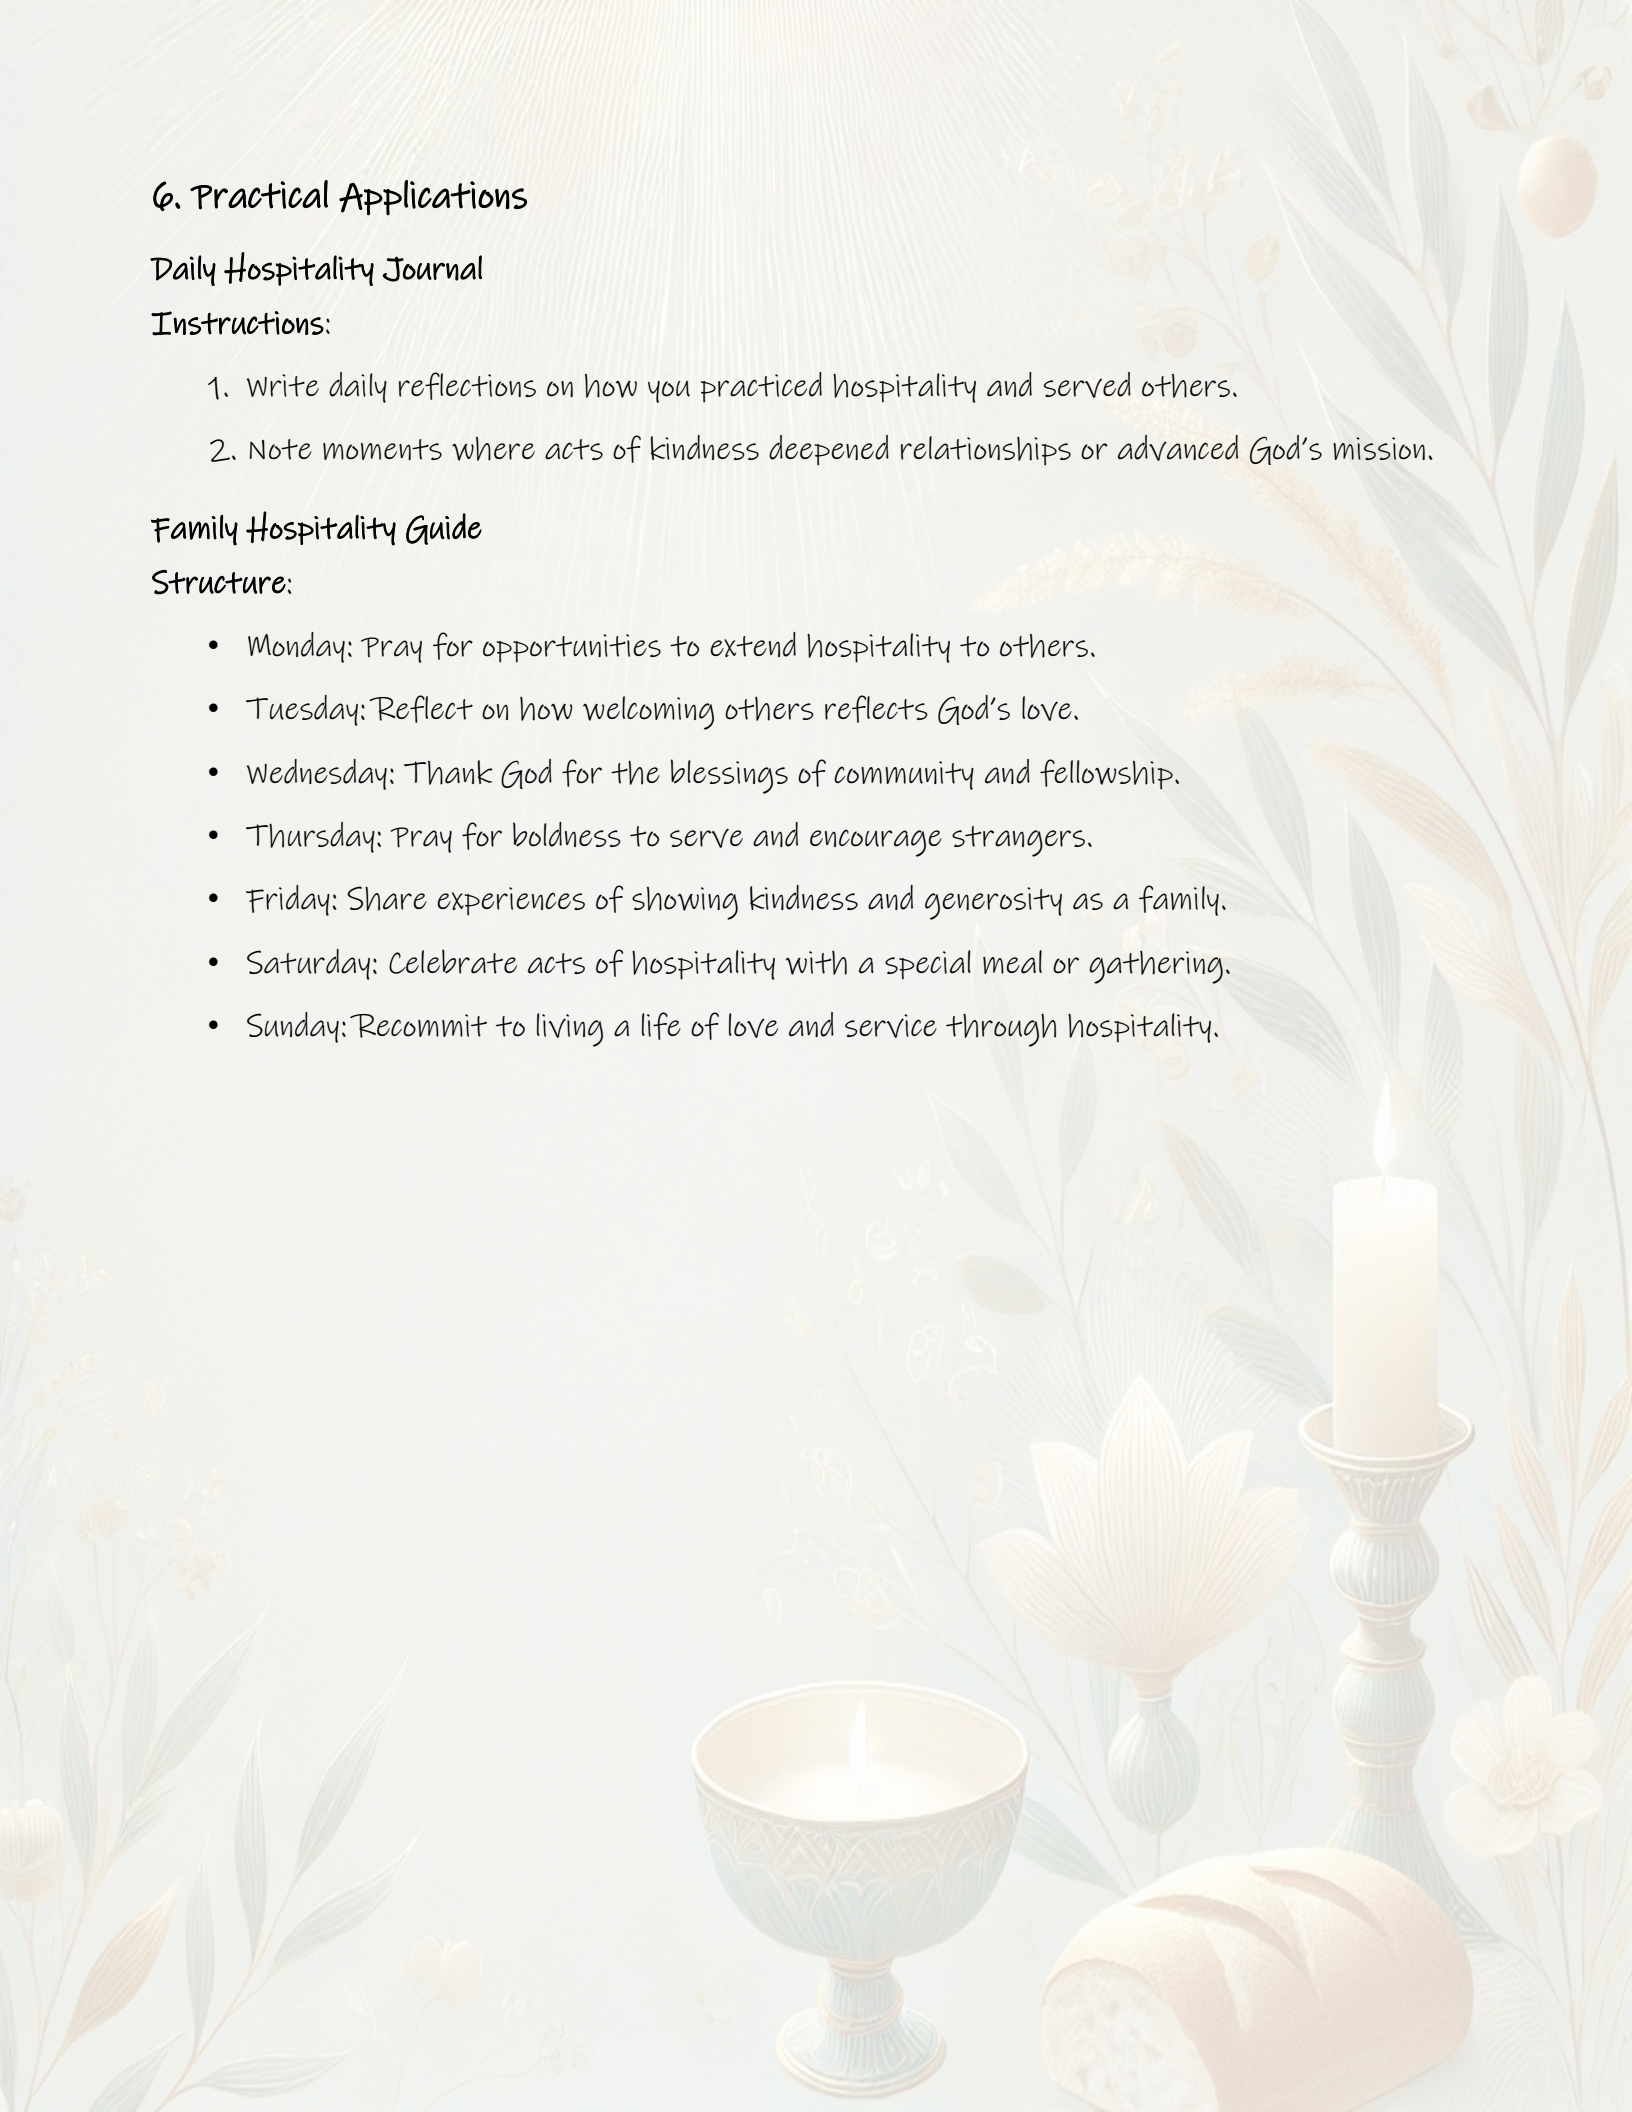 6. Practical Applications
Daily Hospitality Journal
Instructions:
1. Write daily reflections on how you practiced hospitality and served others.
2. Note moments where acts of kindness deepened relationships or advanced God's mission.
Family Hospitality Guide
Structure:
• Monday: Pray for opportunities to extend hospitality to others.
• Tuesday: Reflect on how welcoming others reflects God's love.
• Wednesday: Thank God for the blessings of community and fellowship.
• Thursday: Pray for boldness to serve and encourage strangers.
• Friday: Share experiences of showing kindness and generosity as a family.
• Saturday: Celebrate acts of hospitality with a special meal or gathering.
• Sunday: Recommit to living a life of love and service through hospitality.